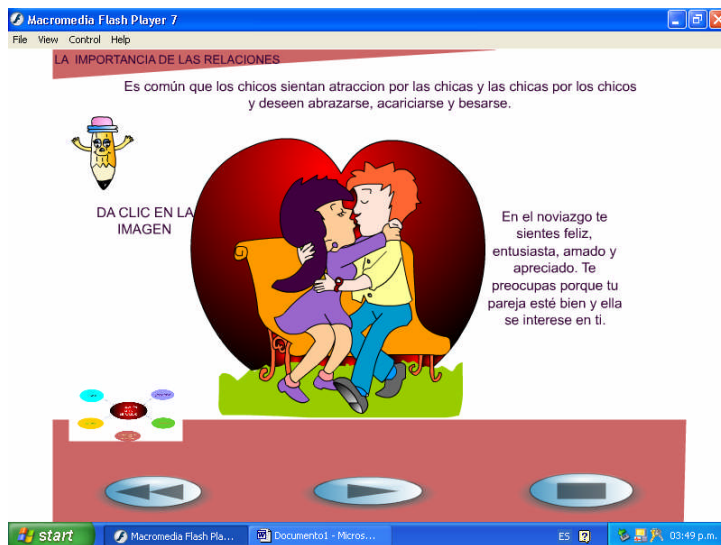 Macromedia Flash Player 7
File View Control Help
LA IMPORTANCIA DE LAS RELACIONES
Es común que los chicos sientan atraccion por las chicas y las chicas por los chicos
y deseen abrazarse, acariciarse y besarse.
DA CLIC EN LA
IMAGEN
En el noviazgo te
sientes feliz,
entusiasta, amado y
apreciado. Te
preocupas porque tu
pareja esté bien y ella
se interese en ti.
start
Macromedia Flash Pla...
Documento1 - Micros...
ES
03:49 p.m.